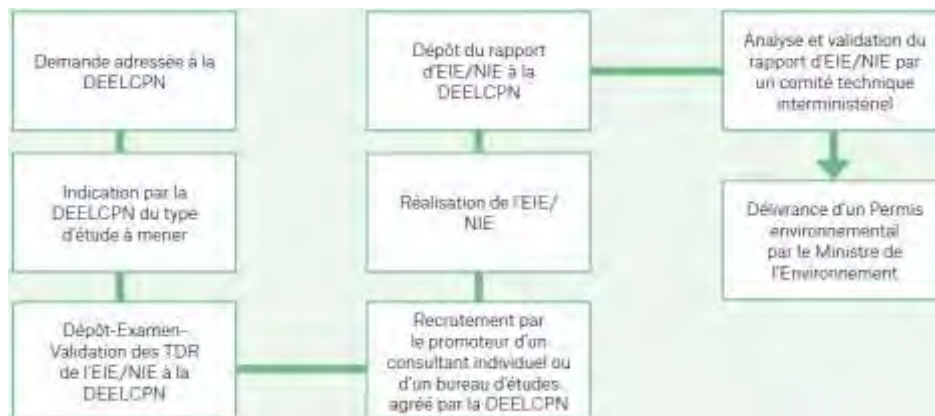 Demande adressée à la
DEELCPN
Indication par la
DEELCPN du type
d'étude à mener
Dépôt-Examen-
Validation des TDR
de l'EIE/NIE à la
DEELCPN
Recrutement par
le promoteur d'un
consultant individuel ou
d'un bureau d'études
agréé par la DEELCPN
Réalisation de l'EIE/
NIE
Dépôt du rapport
d'EIE/NIE à la
DEELCPN
Analyse et validation du
rapport d'EIE/NIE par
un comité technique
interministériel
Délivrance d'un Permis
environnemental
par le Ministre de
l'Environnement